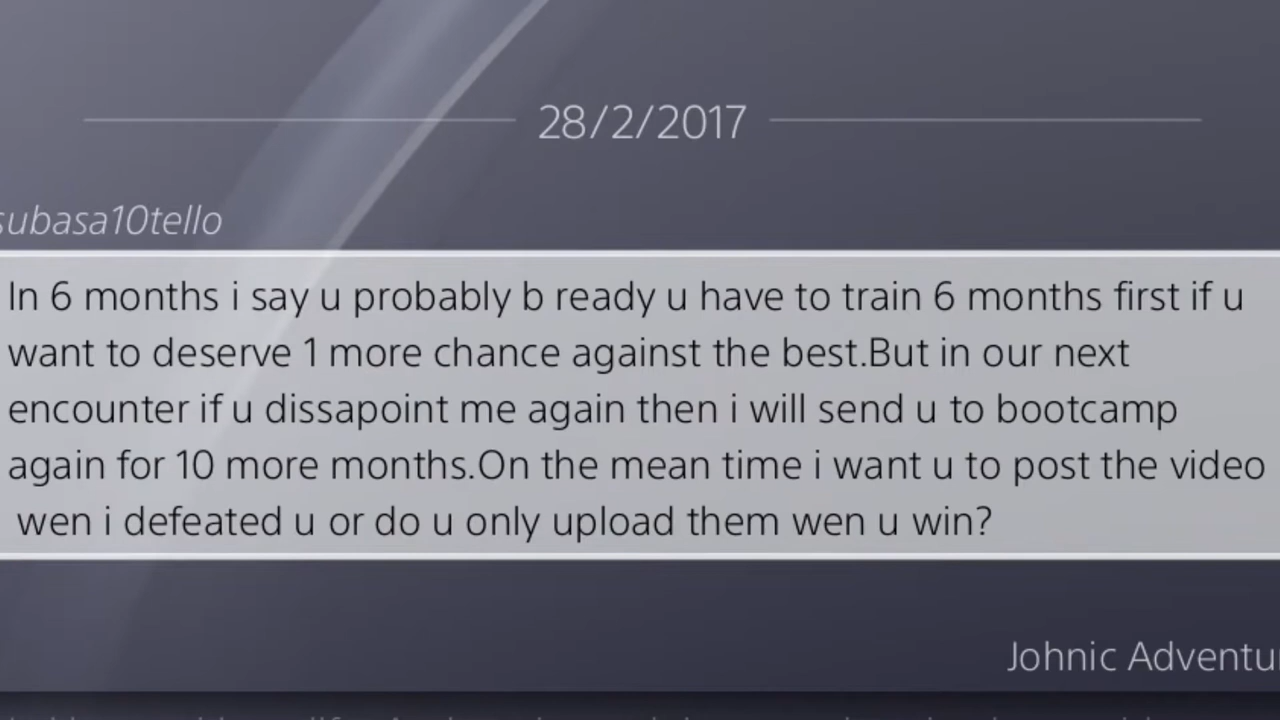 28/2/2017
subasa10tello
In 6 months i say u probably b ready u have to train 6 months first if u
want to deserve 1 more chance against the best.But in our next
encounter if u dissapoint me again then i will send u to bootcamp
again for 10 more months.On the mean time i want u to post the video
wen i defeated u or do u only upload them wen u win?
Johnic Adventu